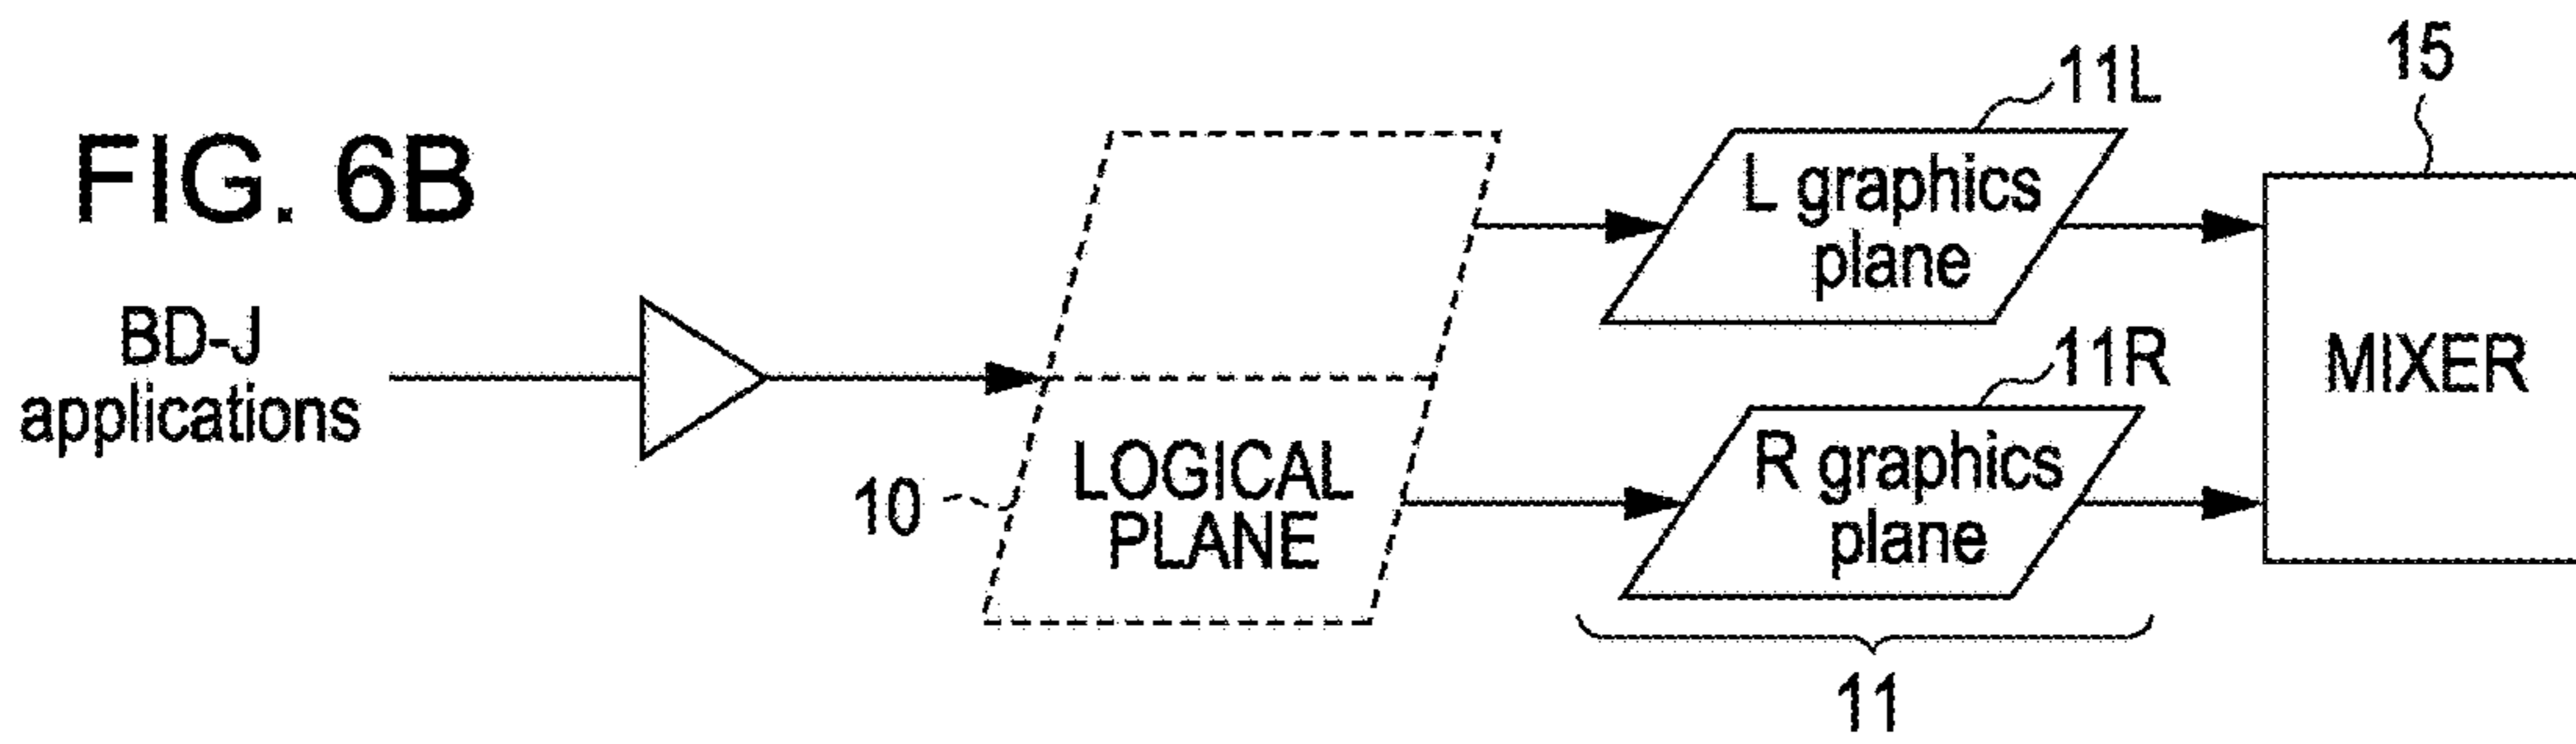 FIG. 6B
BD-J
applications
10
LOGICAL
PLANE
11L
L graphics
plane
11R
R graphics
plane
11
15
MIXER